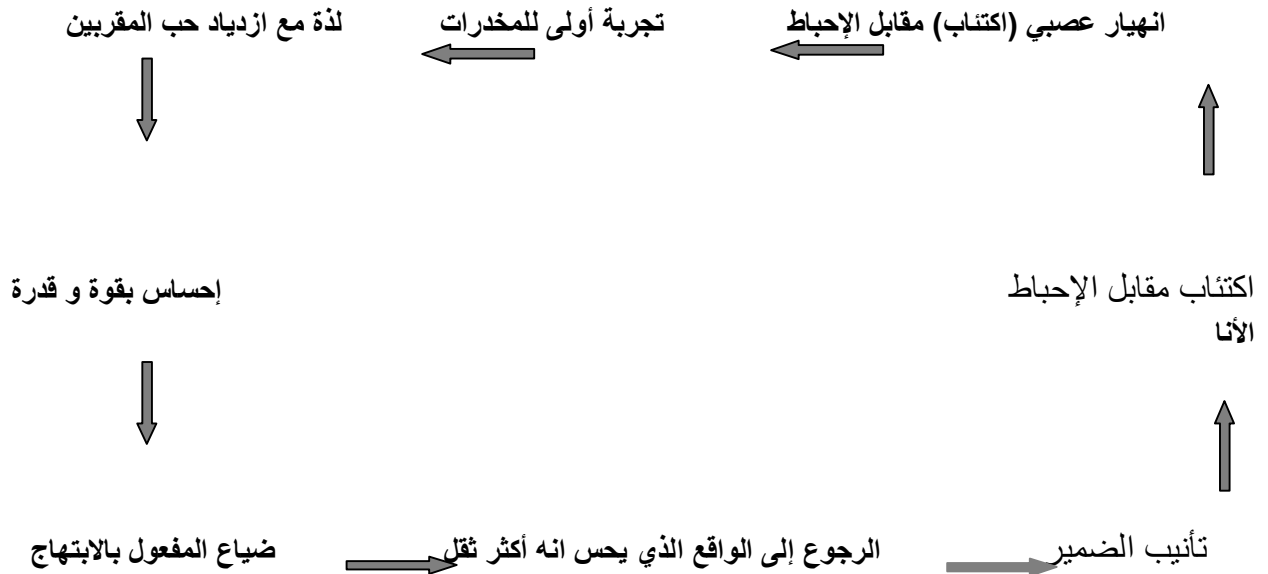 انهيار عصبي (اكتئاب) مقابل الإحباط
تجربة أولى للمخدرات
لذة مع ازدياد حب المقربين
اكتئاب مقابل الإحباط
الأنا
إحساس بقوة و قدرة
تأنيب الضمير
الرجوع إلى الواقع الذي يحس انه أكثر ثقل
ضياع المفعول بالابتهاج